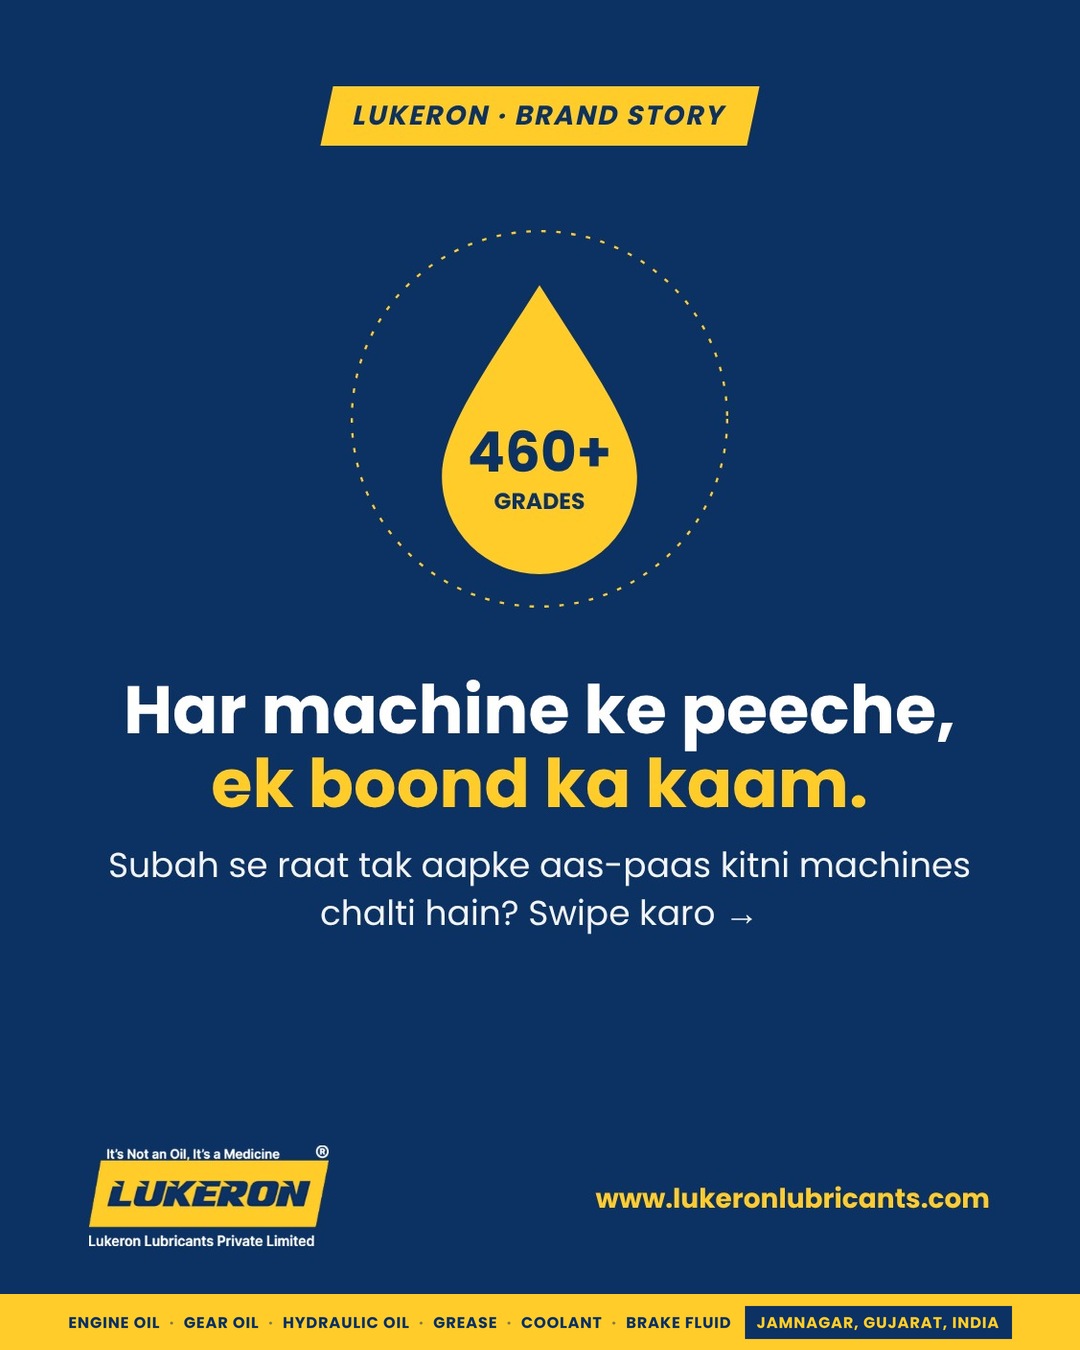 LUKERON · BRAND STORY
460+
GRADES
Har machine ke peeche,
ek boond ka kaam.
Subah se raat tak aapke aas-paas kitni machines
chalti hain? Swipe karo →
It's Not an Oil, It's a Medicine ®
LUKERON
Lukeron Lubricants Private Limited
www.lukeronlubricants.com
ENGINE OIL · GEAR OIL · HYDRAULIC OIL · GREASE · COOLANT · BRAKE FLUID JAMNAGAR, GUJARAT, INDIA